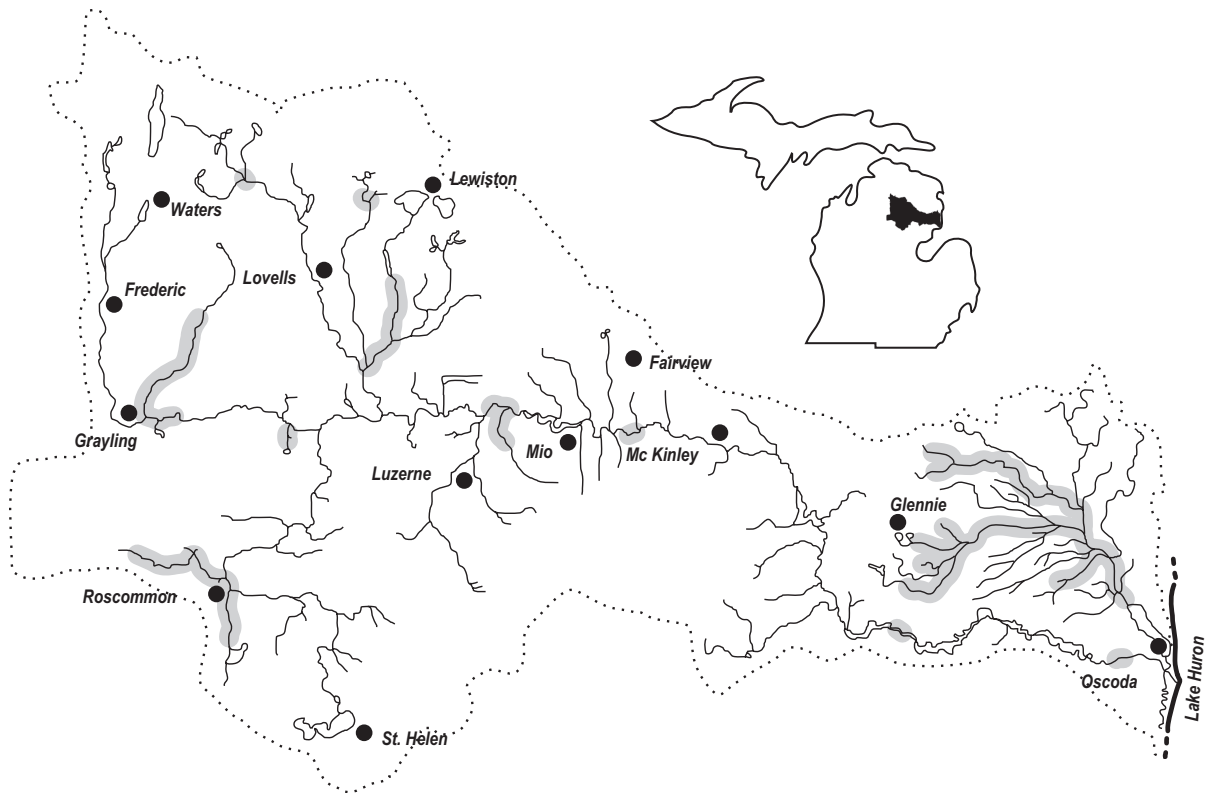 Lewiston
Waters
Lovells
Frederic
Fairview
Grayling
Mio
Mc Kinley
Luzerne
Glennie
Roscommon
Oscoda
Lake Huron
St. Helen